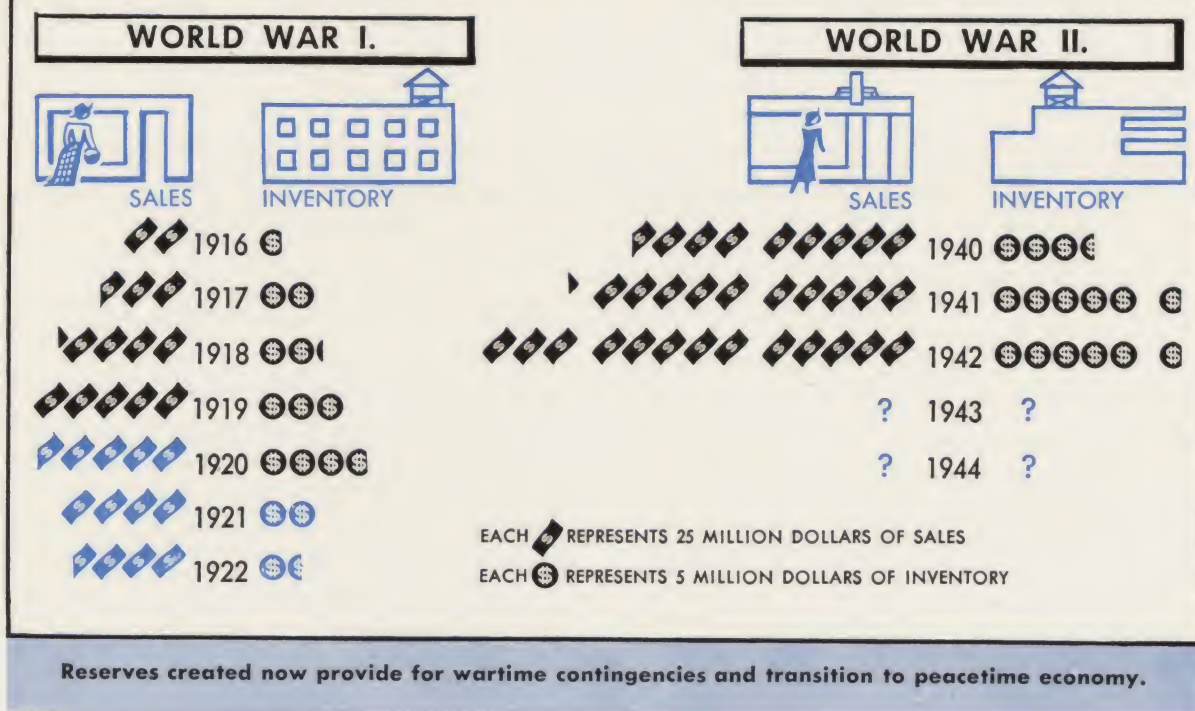 WORLD WAR I.
SALES INVENTORY
1916
1917
1918
1919
1920
1921
1922
WORLD WAR II.
SALES INVENTORY
1940
1941
1942
? 1943 ?
? 1944 ?
EACH $ REPRESENTS 25 MILLION DOLLARS OF SALES
EACH $ REPRESENTS 5 MILLION DOLLARS OF INVENTORY
Reserves created now provide for wartime contingencies and transition to peacetime economy.